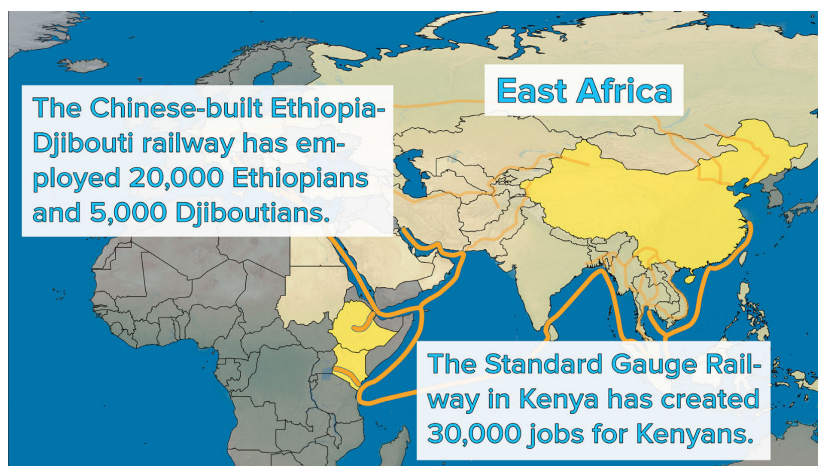 East Africa
The Chinese-built Ethiopia-
Djibouti railway has em-
ployed 20,000 Ethiopians
and 5,000 Djiboutians.
The Standard Gauge Rail-
way in Kenya has created
30,000 jobs for Kenyans.